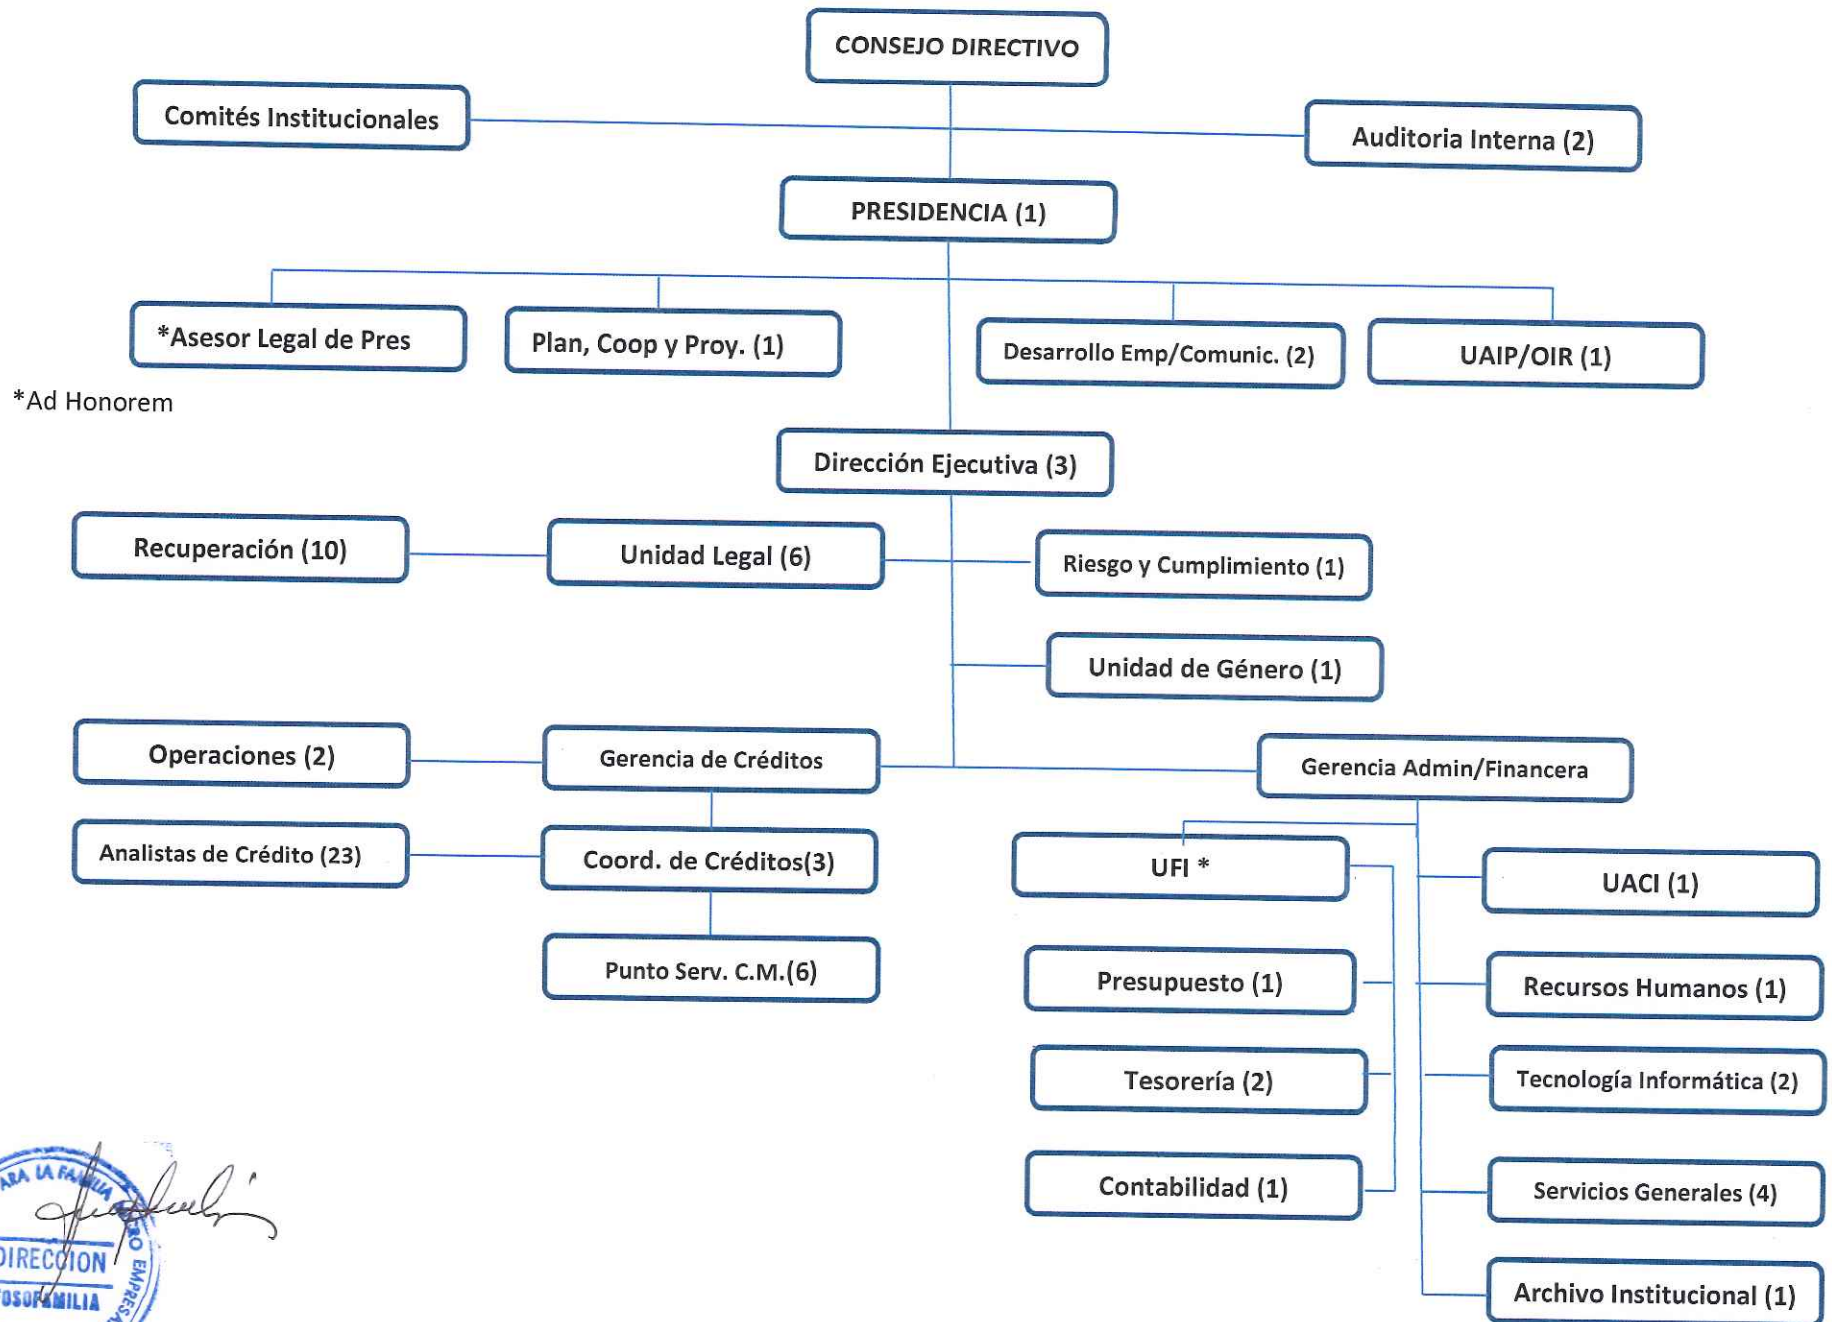 CONSEJO DIRECTIVO
Comités Institucionales
Auditoria Interna (2)
PRESIDENCIA (1)
*Asesor Legal de Pres
Plan, Coop y Proy. (1)
Desarrollo Emp/Comunic. (2)
UAIP/OIR (1)
*Ad Honorem
Dirección Ejecutiva (3)
Recuperación (10)
Unidad Legal (6)
Riesgo y Cumplimiento (1)
Unidad de Género (1)
Operaciones (2)
Gerencia de Créditos
Gerencia Admin/Financera
Analistas de Crédito (23)
Coord. de Créditos(3)
UFI *
UACI (1)
Punto Serv. C.M.(6)
Presupuesto (1)
Recursos Humanos (1)
Tecnología Informática (2)
Tesorería (2)
Contabilidad (1)
Servicios Generales (4)
Archivo Institucional (1)
LA FAMILIA
DIRECCION